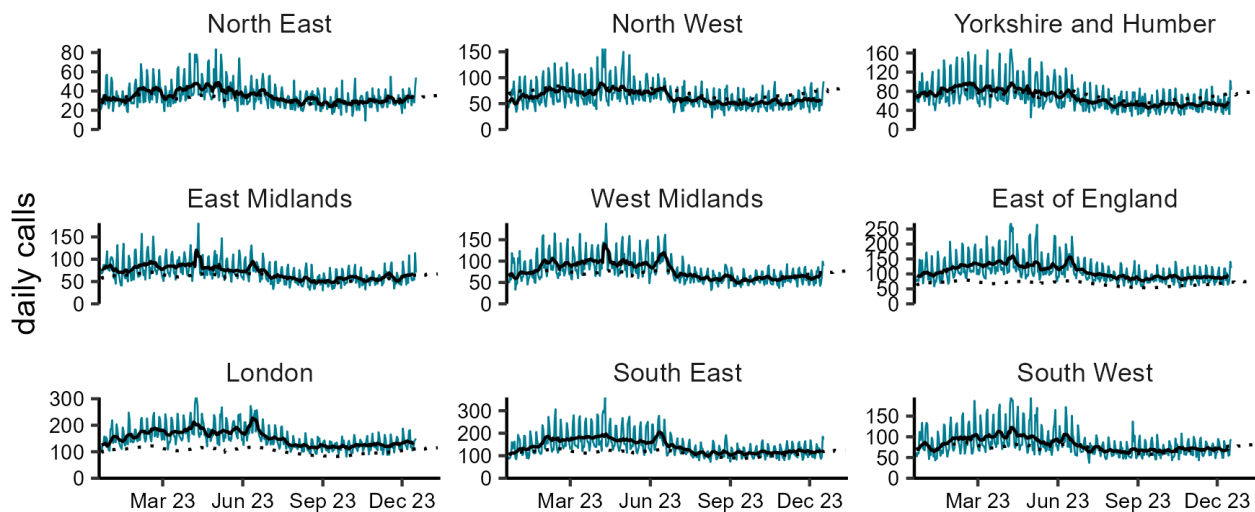 North East North West Yorkshire and Humber
80 150 160
60 100 120
40 50 80
20 0 40
0 0
East Midlands West Midlands East of England
daily calls
150 150 250
100 100 200
50 50 150
0 0 100
50
0
London South East South West
300 300 150
200 200 100
100 100 50
0 0 0
Mar 23 Jun 23 Sep 23 Dec 23 Mar 23 Jun 23 Sep 23 Dec 23 Mar 23 Jun 23 Sep 23 Dec 23